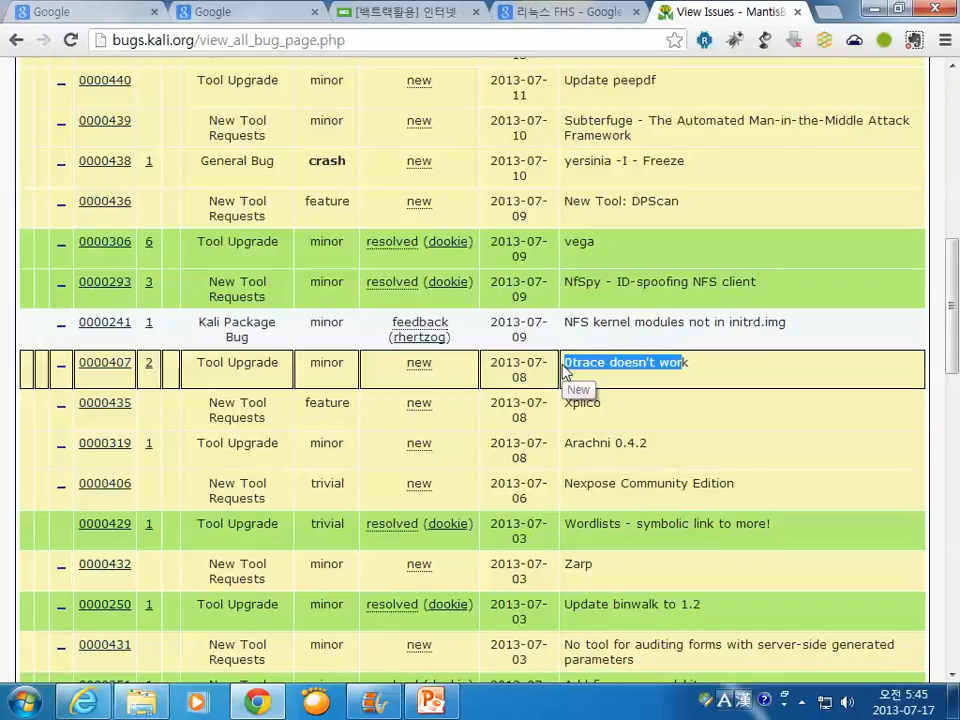 Google
Google
[백트랙활용] 인터넷
리눅스 FHS - Google
View Issues - MantisB
bugs.kali.org/view_all_bug_page.php
0000440 Tool Upgrade minor new 2013-07- Update peepdf
11
0000439 New Tool minor new 2013-07- Subterfuge - The Automated Man-in-the-Middle Attack
Requests 10 Framework
0000438 1 General Bug crash new 2013-07- yersinia -I - Freeze
10
0000436 New Tool feature new 2013-07- New Tool: DPScan
Requests 09
0000306 6 Tool Upgrade minor resolved (dookie) 2013-07- vega
09
0000293 3 New Tool minor resolved (dookie) 2013-07- NfSpy - ID-spoofing NFS client
Requests 09
0000241 1 Kali Package minor feedback 2013-07- NFS kernel modules not in initrd.img
Bug (rhertzog) 09
0000407 2 Tool Upgrade minor new 2013-07- 0trace doesn't work
08
New
0000435 New Tool feature new 2013-07- Xplico
Requests 08
0000319 1 Tool Upgrade minor new 2013-07- Arachni 0.4.2
08
0000406 New Tool trivial new 2013-07- Nexpose Community Edition
Requests 06
0000429 1 Tool Upgrade trivial resolved (dookie) 2013-07- Wordlists - symbolic link to more!
03
0000432 New Tool minor new 2013-07- Zarp
Requests 03
0000250 1 Tool Upgrade minor resolved (dookie) 2013-07- Update binwalk to 1.2
03
0000431 New Tool minor new 2013-07- No tool for auditing forms with server-side generated
Requests 03 parameters
A 漢
오전 5:45
2013-07-17